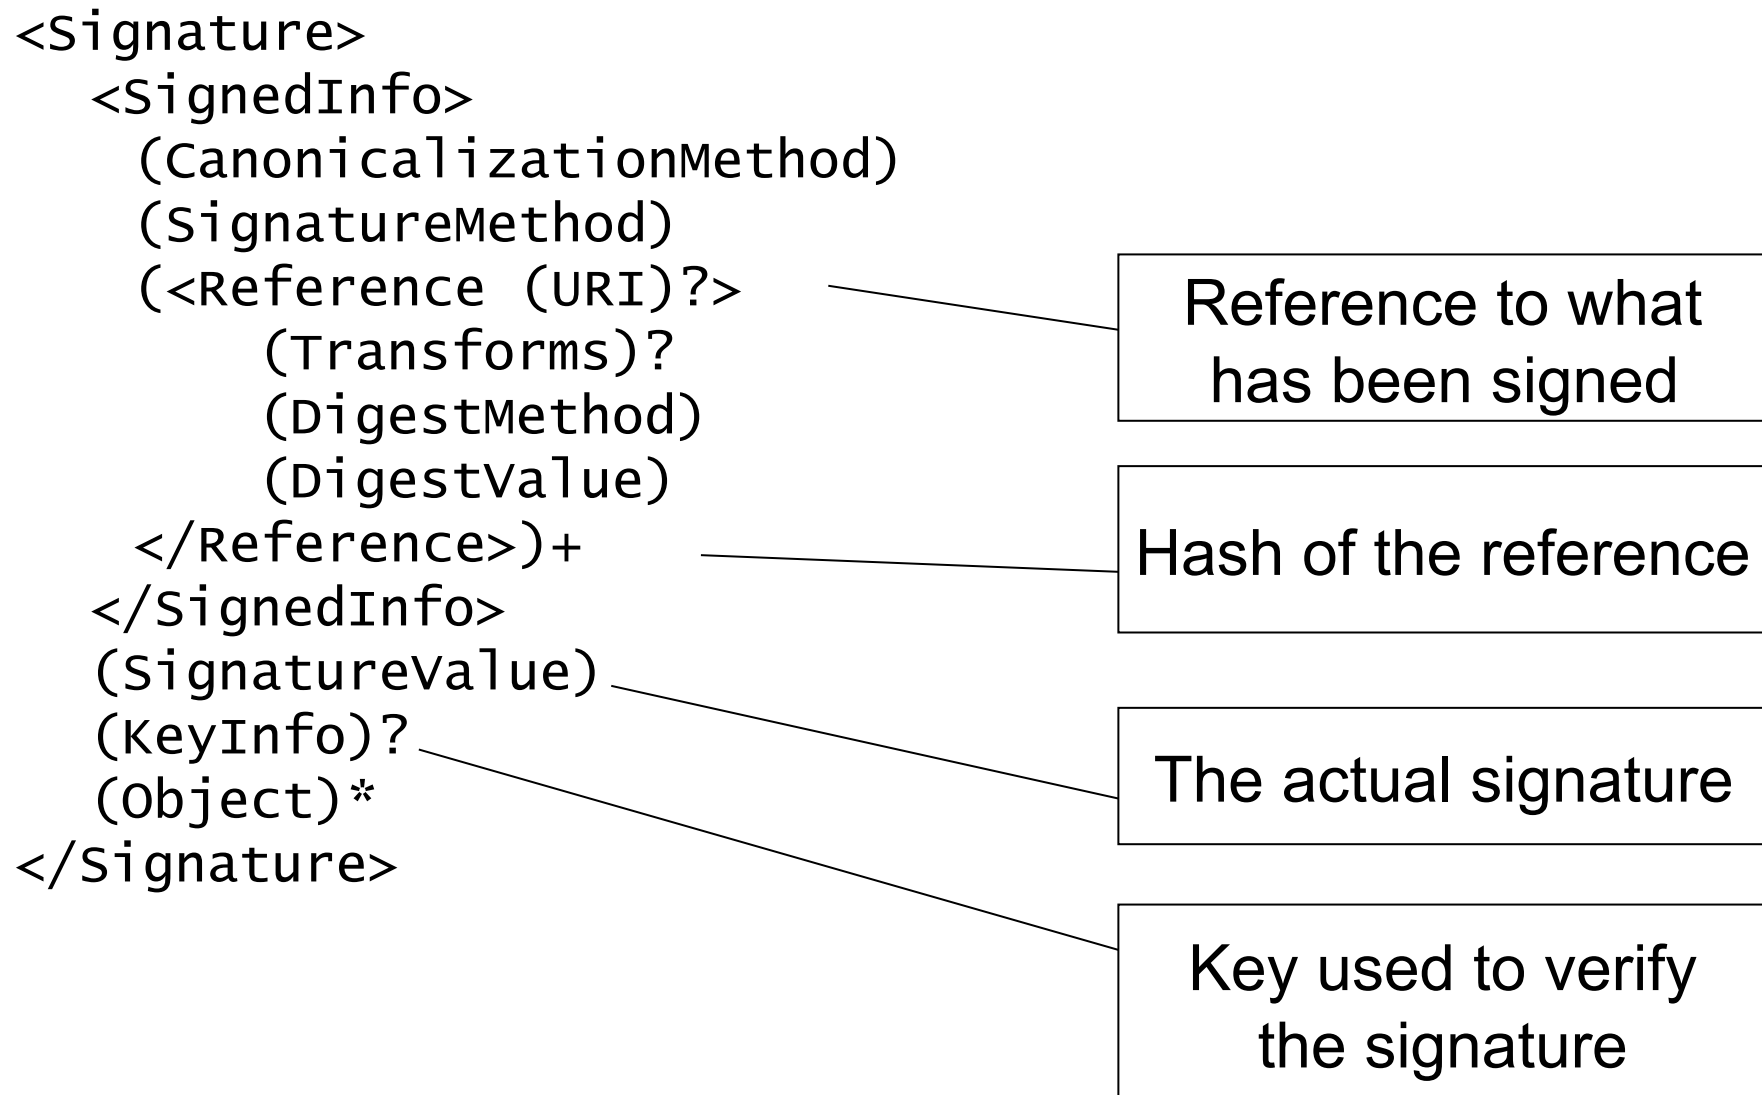 <Signature>
<SignedInfo>
(CanonicalizationMethod)
(SignatureMethod)
(<Reference (URI)?>
(Transforms)?
(DigestMethod)
(DigestValue)
</Reference>)+
</SignedInfo>
(SignatureValue)
(KeyInfo)?
(Object)*
</Signature>
Reference to what
has been signed
Hash of the reference
The actual signature
Key used to verify
the signature